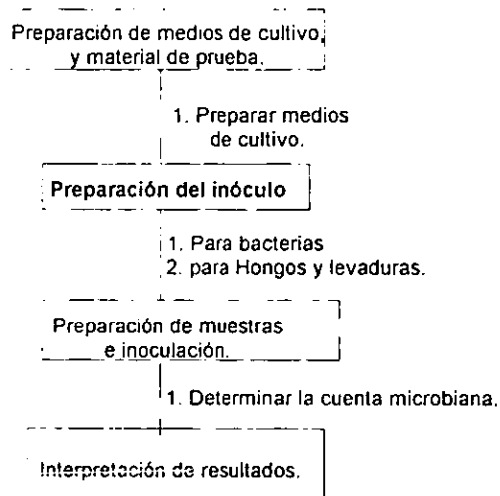 Preparación de medios de cultivo,
y material de prueba.
1. Preparar medios
de cultivo.
Preparación del inóculo
1. Para bacterias
2. para Hongos y levaduras.
Preparación de muestras
e inoculación.
1. Determinar la cuenta microbiana.
Interpretación de resultados.